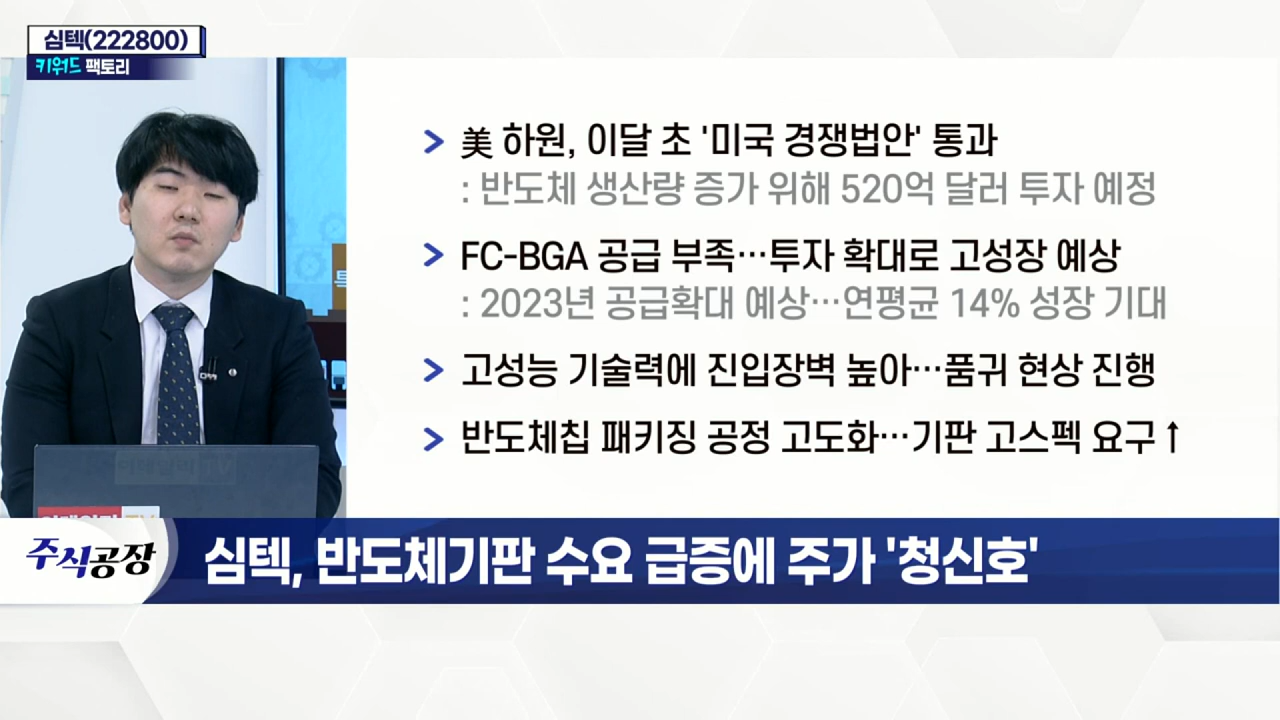 심텍(222800)
키워드 팩토리
> 美 하원, 이달 초 '미국 경쟁법안' 통과
: 반도체 생산량 증가 위해 520억 달러 투자 예정
> FC-BGA 공급 부족…투자 확대로 고성장 예상
: 2023년 공급확대 예상…연평균 14% 성장 기대
> 고성능 기술력에 진입장벽 높아…품귀 현상 진행
> 반도체칩 패키징 공정 고도화…기판 고스펙 요구↑
주식공장
심텍, 반도체기판 수요 급증에 주가 '청신호'